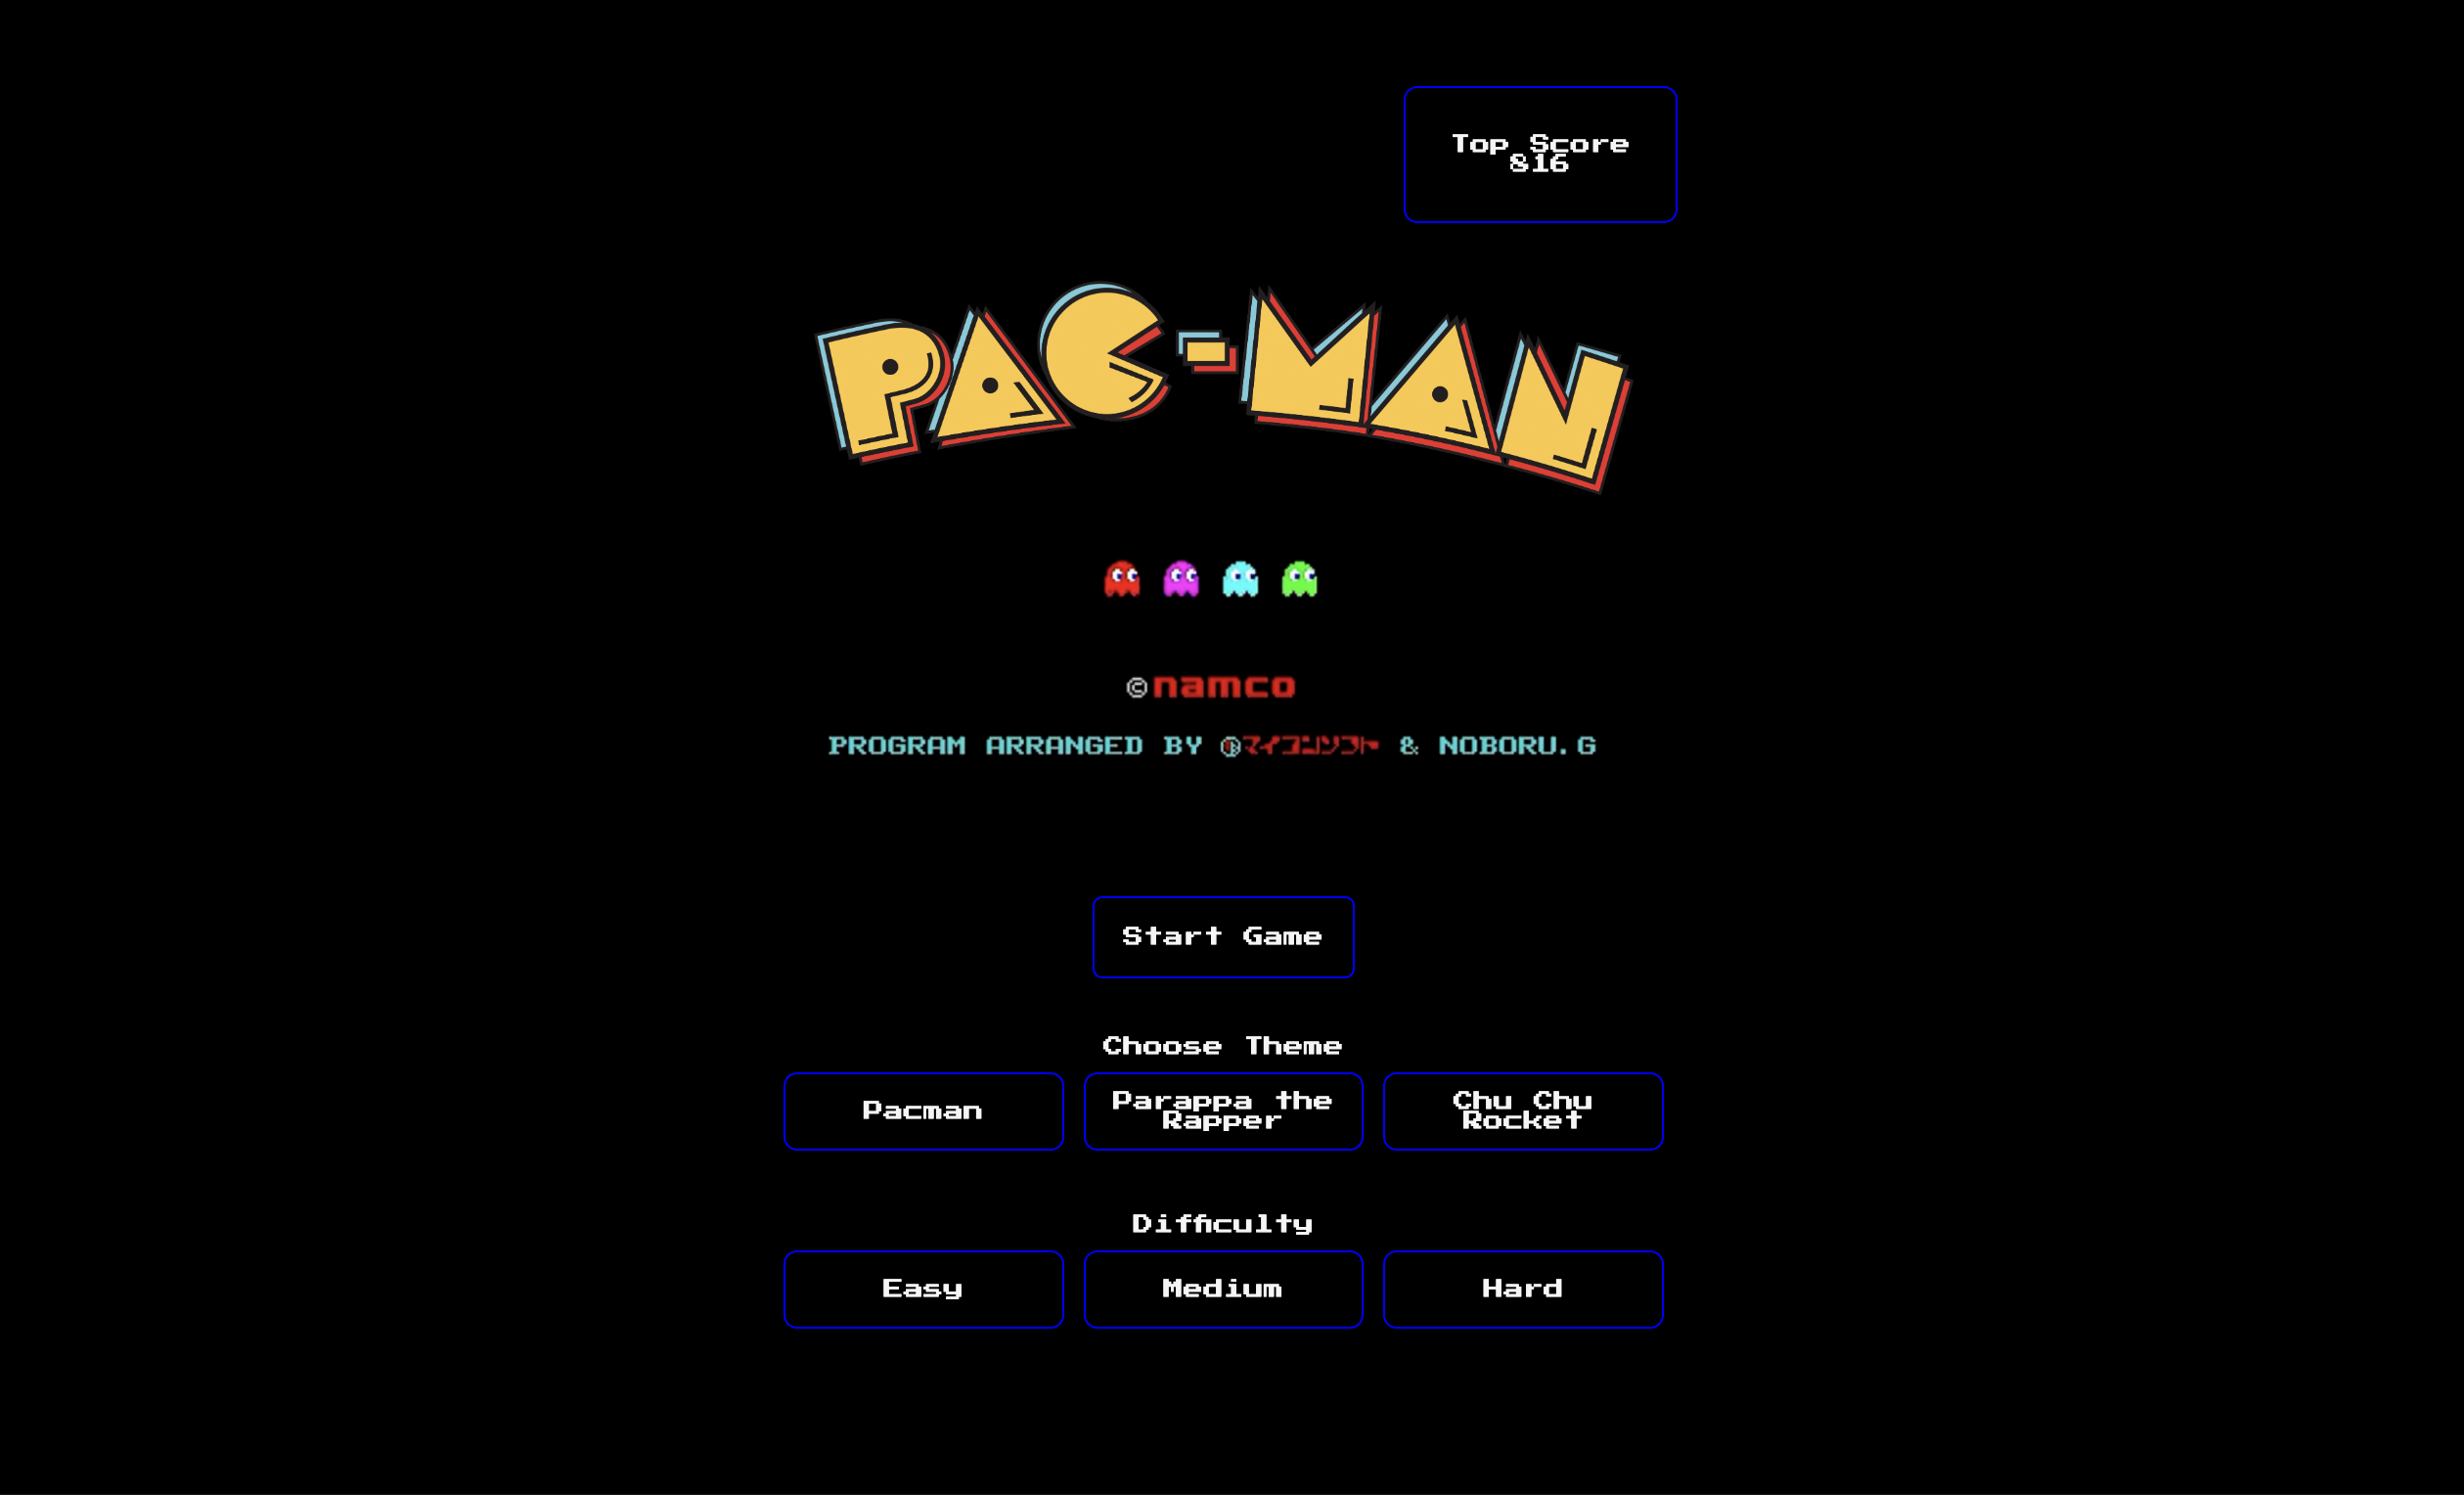 Top Score
816
PAC-MAN
©namco
PROGRAM ARRANGED BY マイコンソフト & NOBORU.G
Start Game
Choose Theme
Pacman
Parappa the
Rapper
Chu Chu
Rocket
Difficulty
Easy
Medium
Hard